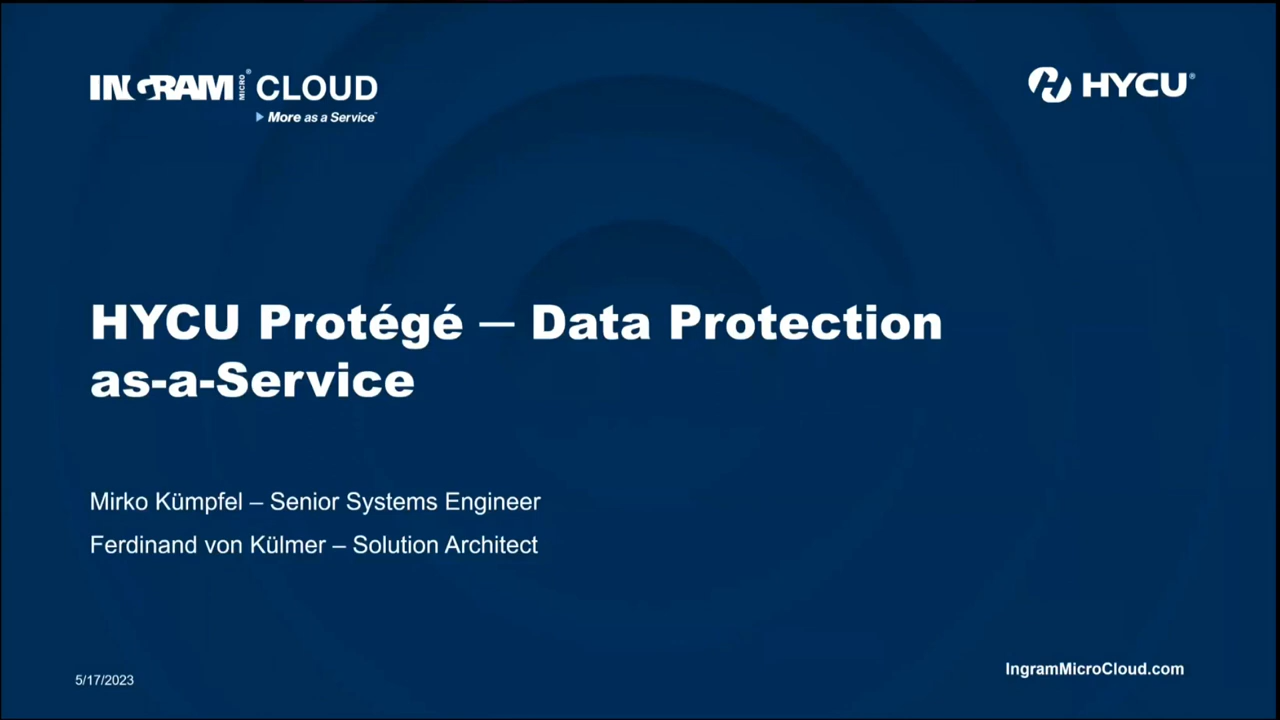 INGRAM MICRO® CLOUD
More as a Service™
HYCU®
HYCU Protégé — Data Protection
as-a-Service
Mirko Kümpfel – Senior Systems Engineer
Ferdinand von Külmer – Solution Architect
5/17/2023
IngramMicroCloud.com